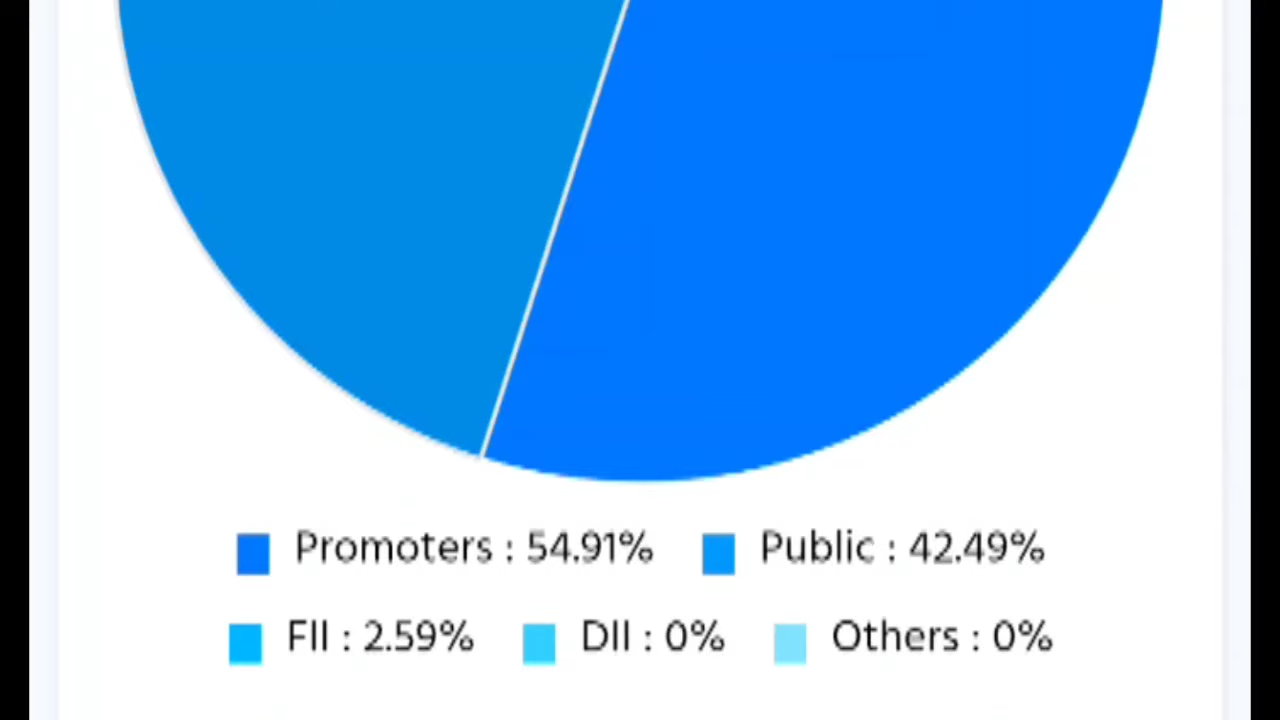 Promoters : 54.91% Public : 42.49%
FII : 2.59% DII : 0% Others : 0%